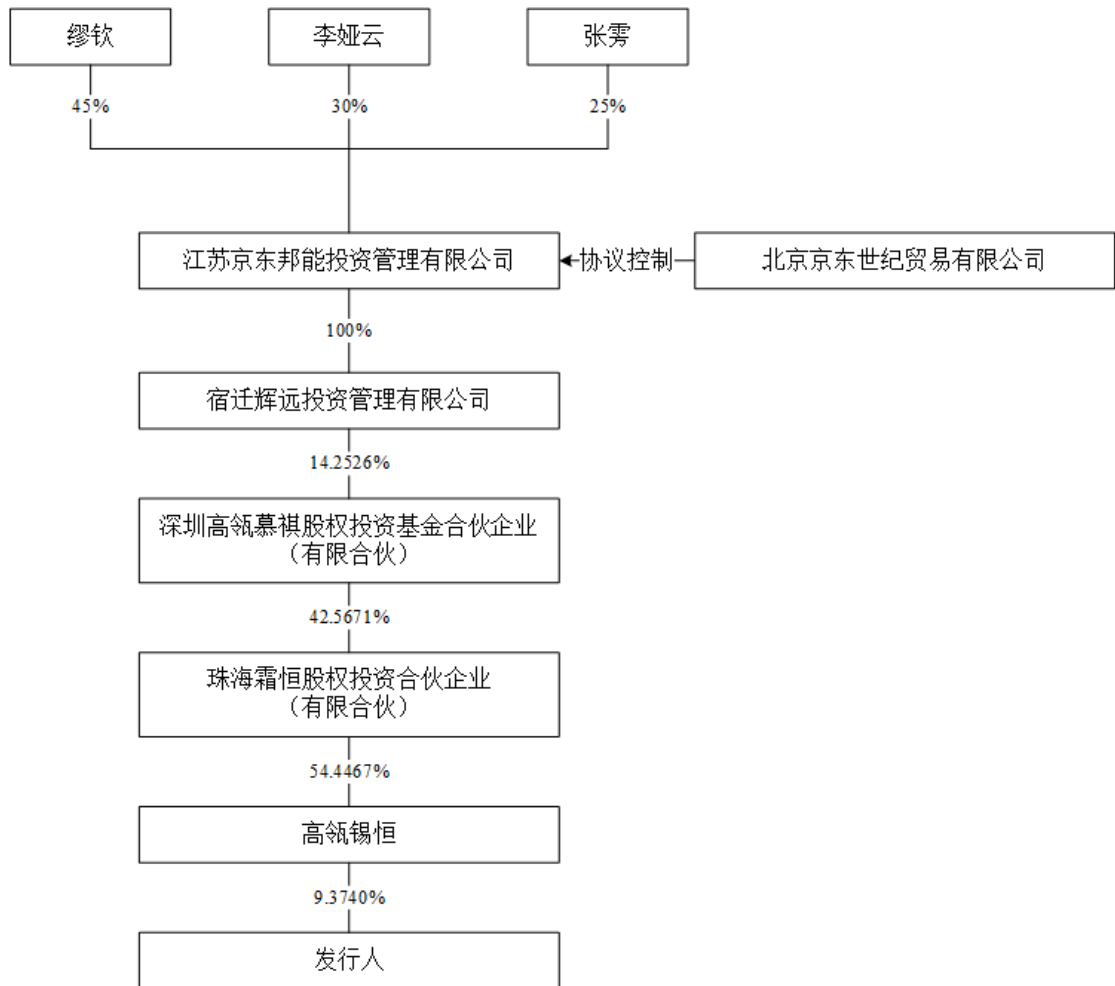 缪钦
李娅云
张雱
45%
30%
25%
江苏京东邦能投资管理有限公司
协议控制
北京京东世纪贸易有限公司
100%
宿迁辉远投资管理有限公司
14.2526%
深圳高瓴慕祺股权投资基金合伙企业
（有限合伙）
42.5671%
珠海霜恒股权投资合伙企业
（有限合伙）
54.4467%
高瓴锡恒
9.3740%
发行人